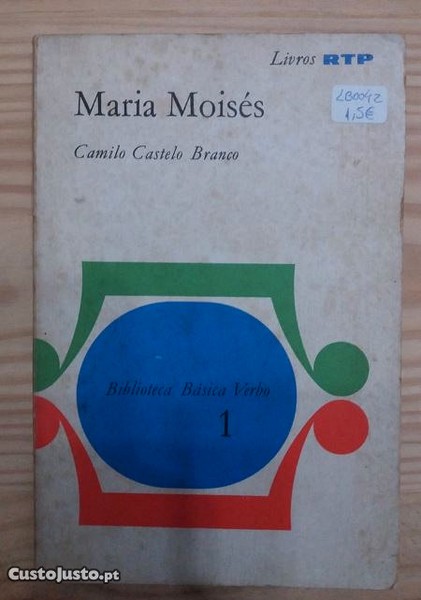 Livros RTP
LB0042
1,5€
Maria Moisés
Camilo Castelo Branco
Biblioteca Básica Verbo
1
CustoJusto.pt